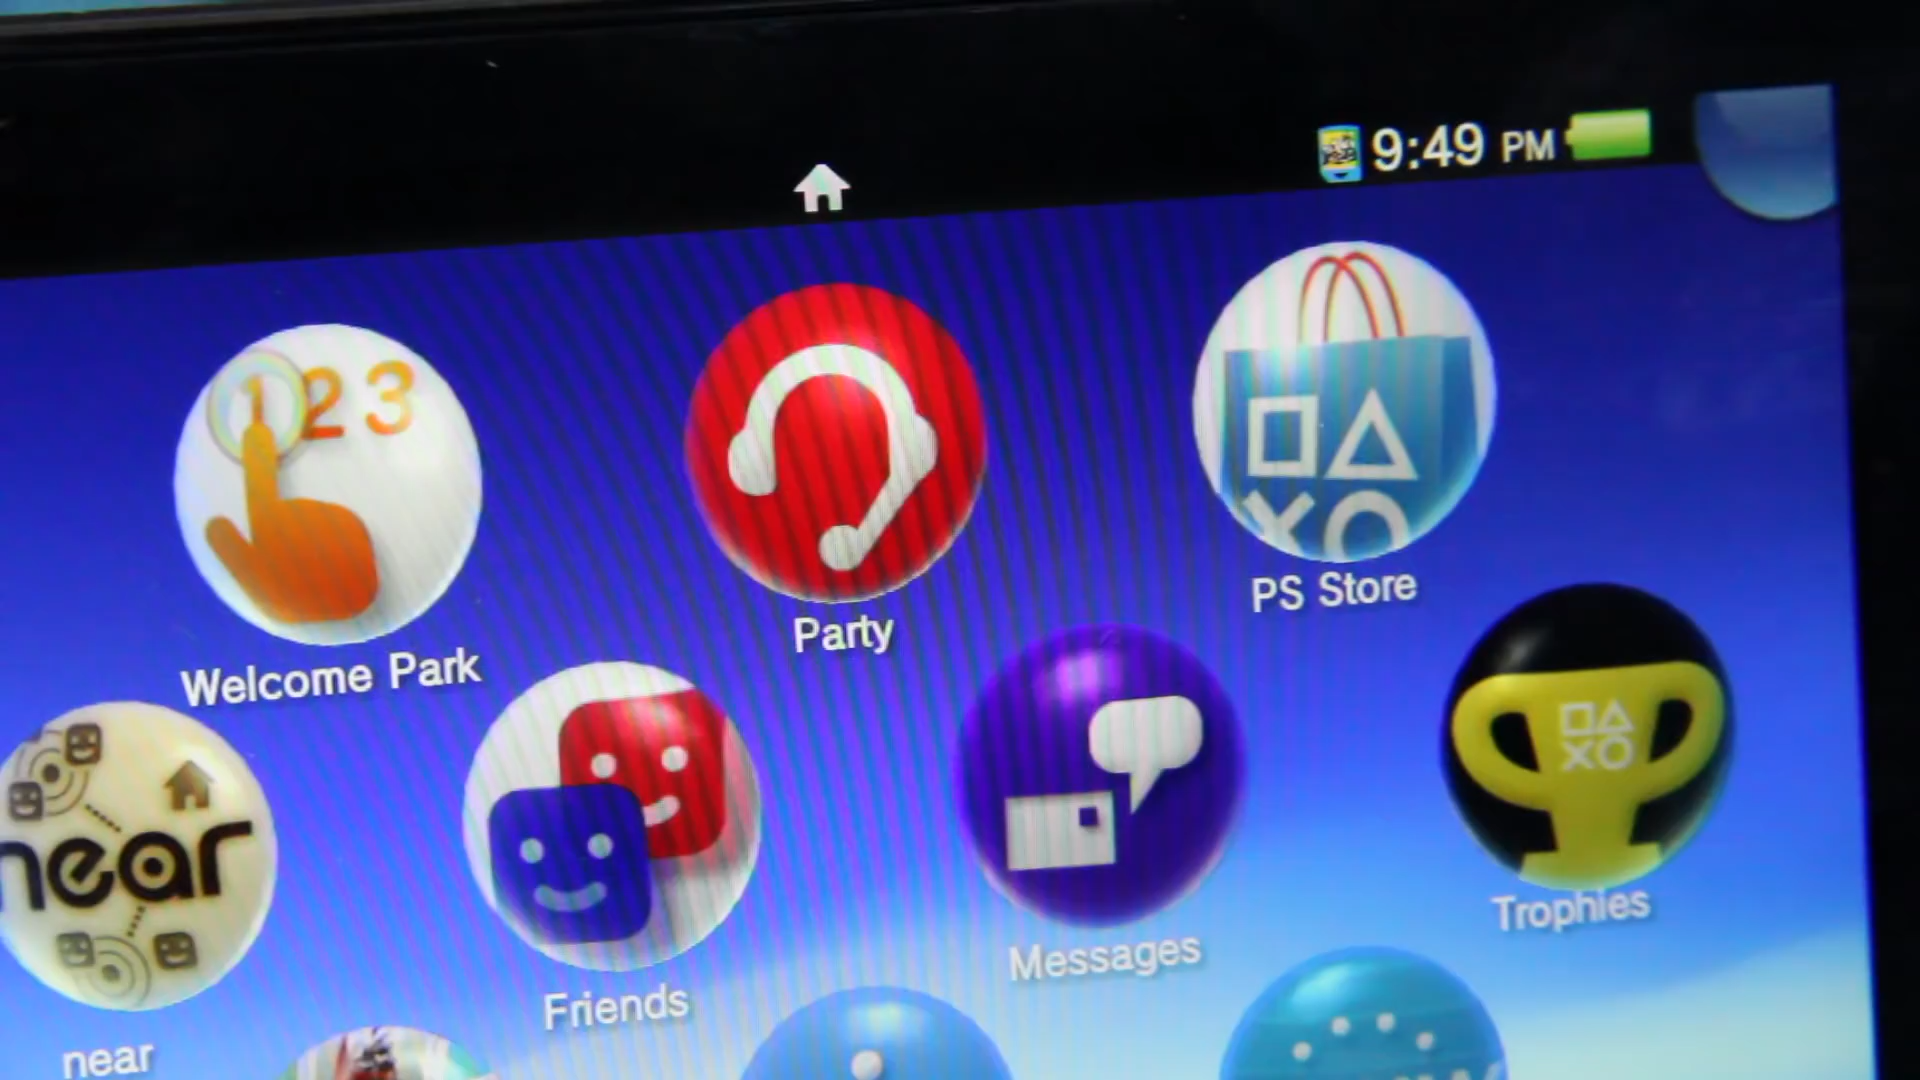 9:49 PM
123
Welcome Park
Party
PS Store
near
near
Friends
Messages
Trophies